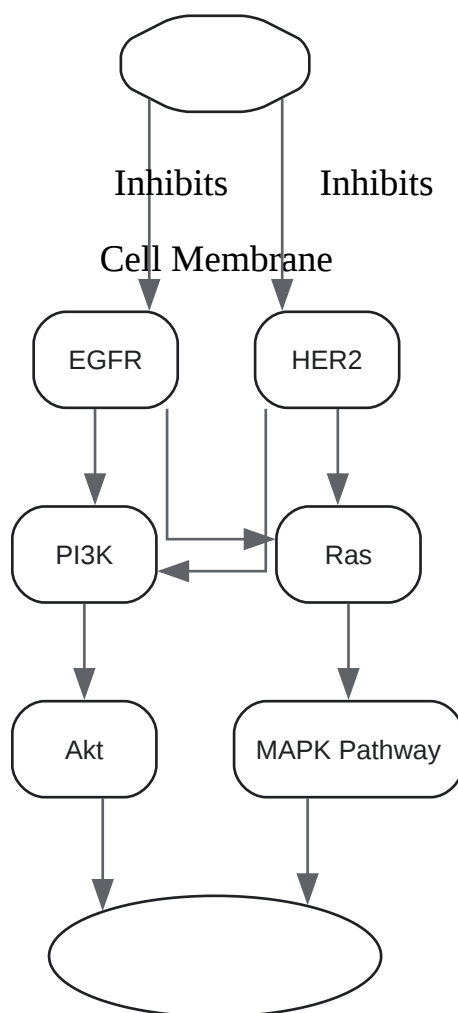 Inhibits Inhibits
Cell Membrane
EGFR HER2
PI3K Ras
Akt MAPK Pathway